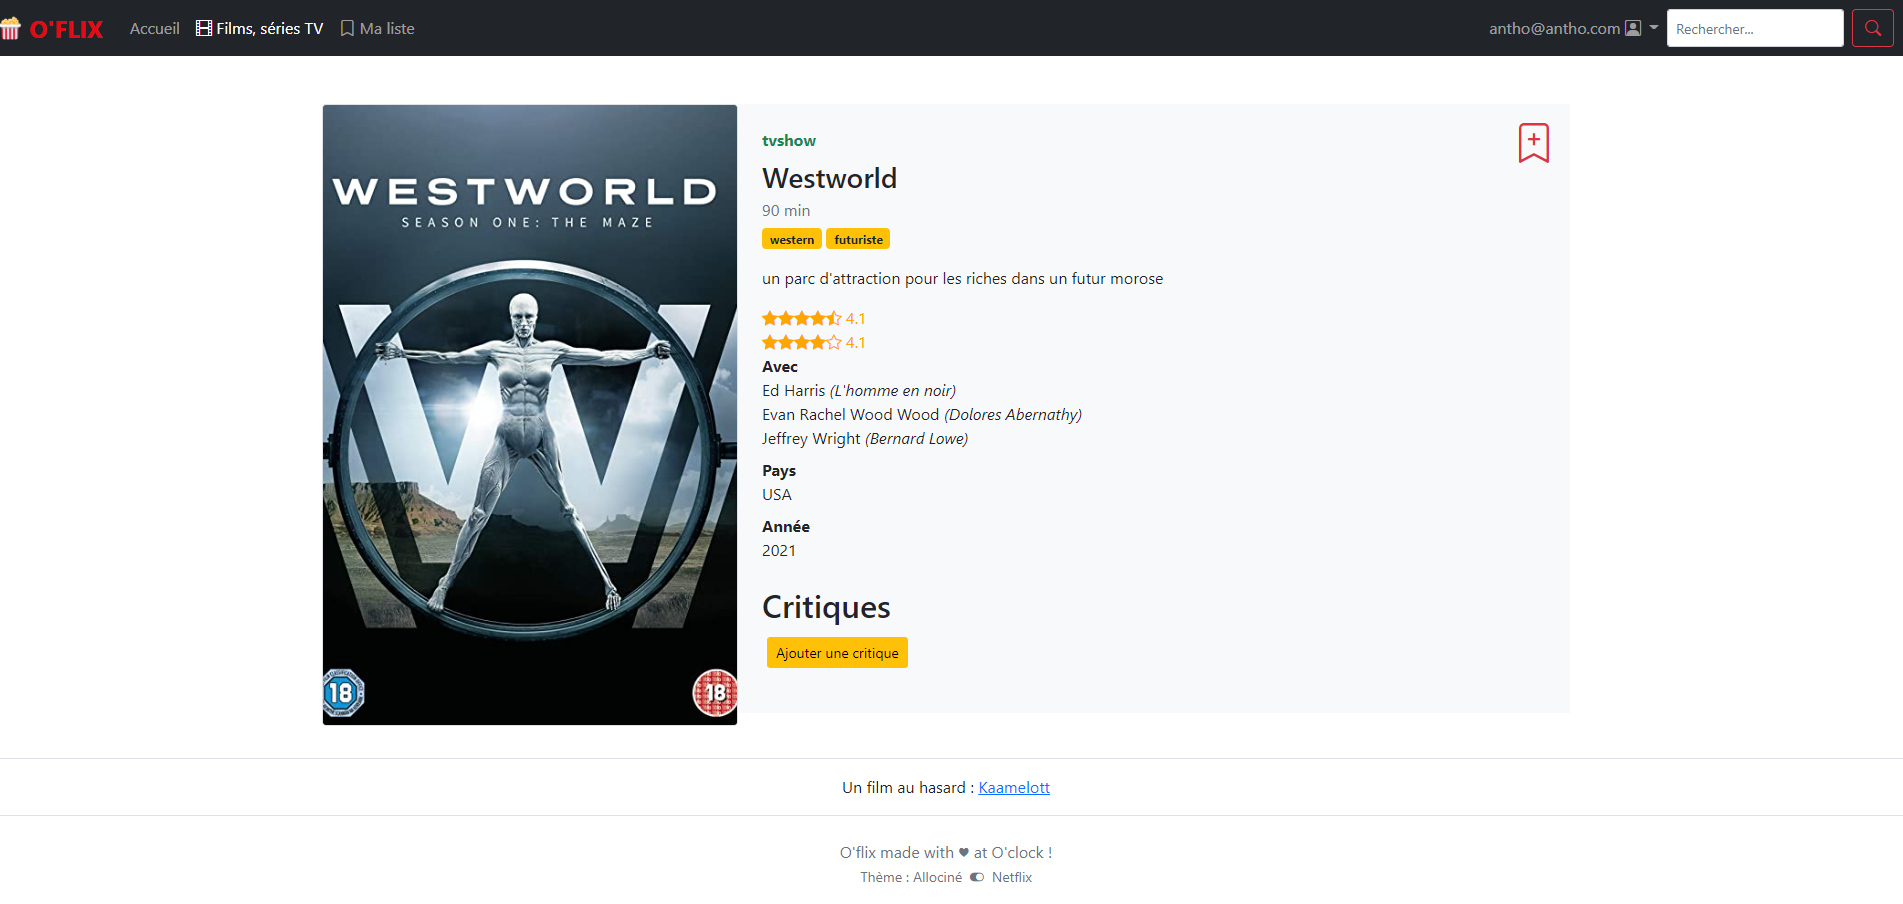 O'FLIX Accueil Films, séries TV Ma liste antho@antho.com Rechercher...
WESTWORLD
SEASON ONE: THE MAZE
18
18
tvshow
Westworld
90 min
western futuriste
un parc d'attraction pour les riches dans un futur morose
4.1
4.1
Avec
Ed Harris (L'homme en noir)
Evan Rachel Wood Wood (Dolores Abernathy)
Jeffrey Wright (Bernard Lowe)
Pays
USA
Année
2021
Critiques
Ajouter une critique
Un film au hasard : Kaamelott
O'flix made with ♥ at O'clock !
Thème : Allociné Netflix